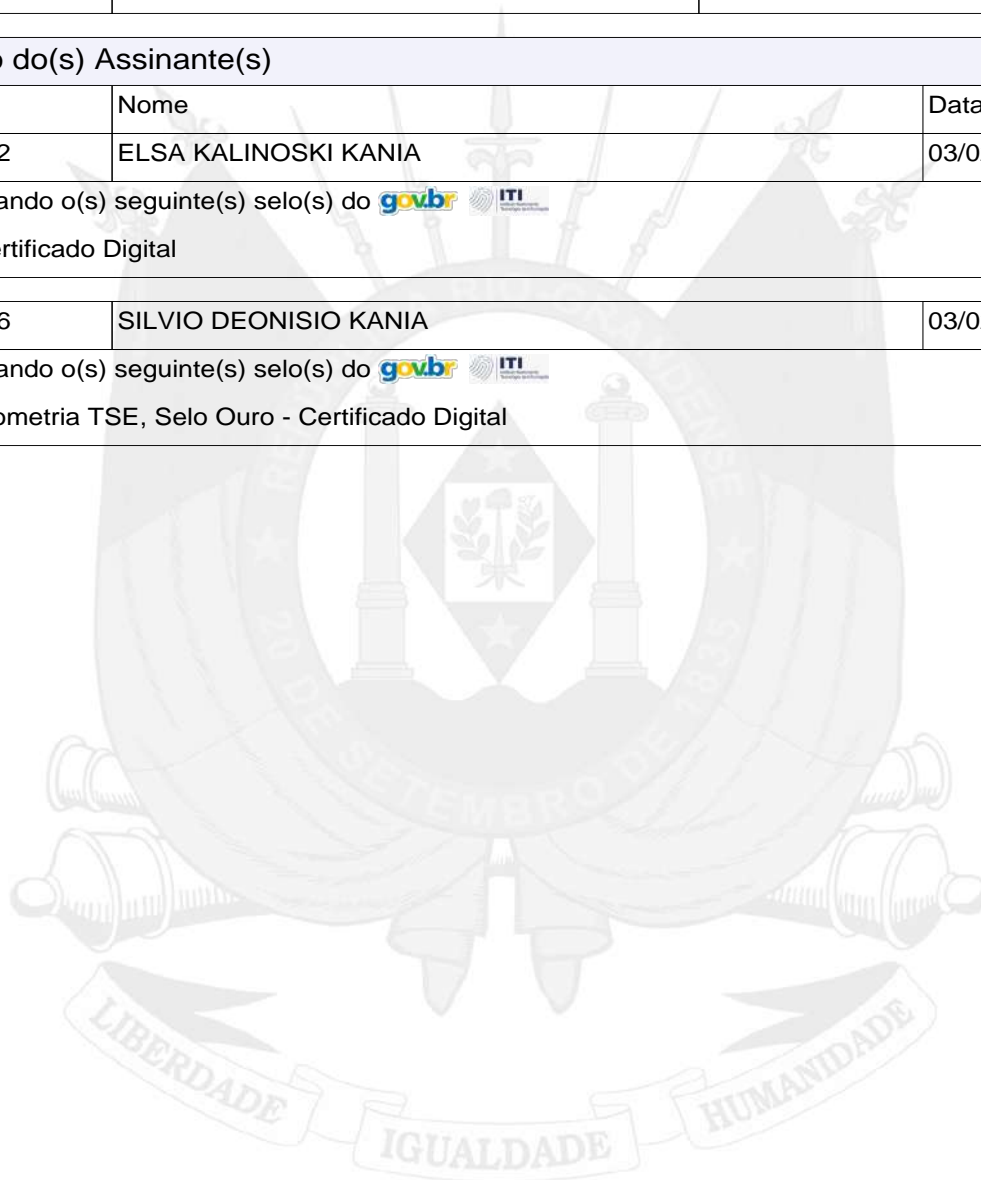 o do(s) Assinante(s)
Nome Data
2 ELSA KALINOSKI KANIA 03/0
ando o(s) seguinte(s) selo(s) do gov.br ITI
ertificado Digital
6 SILVIO DEONISIO KANIA 03/0
ando o(s) seguinte(s) selo(s) do gov.br ITI
ometria TSE, Selo Ouro - Certificado Digital
REPÚBLICA RIO-GRANDENSE
20 DE SETEMBRO DE 1835
LIBERDADE IGUALDADE HUMANIDADE